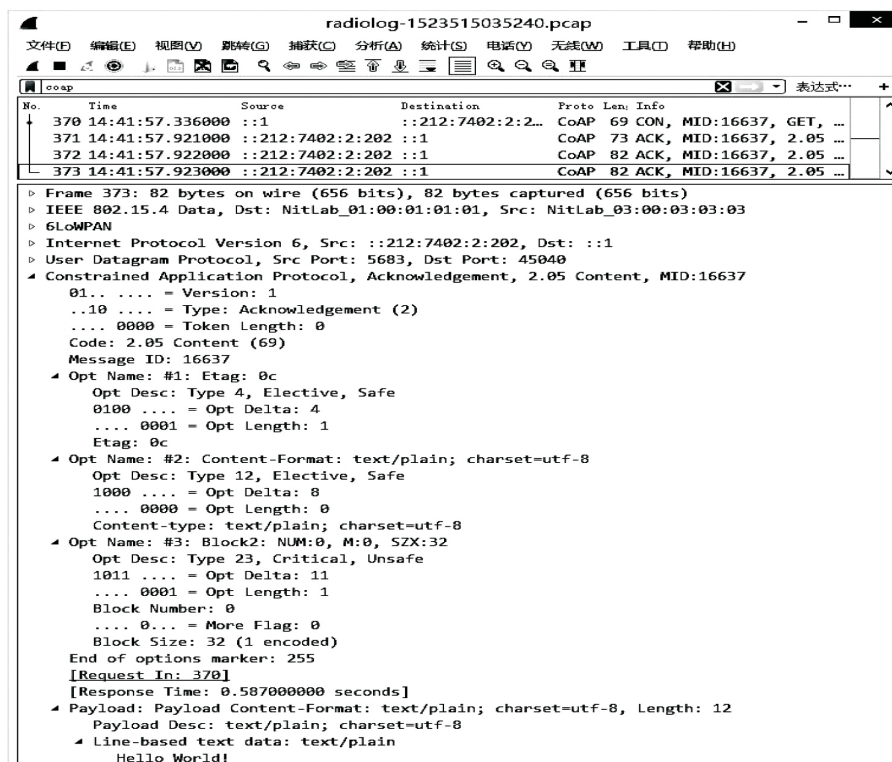 radiolog-1523515035240.pcap
文件(F) 编辑(E) 视图(V) 跳转(G) 捕获(C) 分析(A) 统计(S) 电话(Y) 无线(W) 工具(T) 帮助(H)
coap 表达式… +
No. Time Source Destination Proto Len; Info
370 14:41:57.336000 ::1 ::212:7402:2:2… CoAP 69 CON, MID:16637, GET, …
371 14:41:57.921000 ::212:7402:2:202 ::1 CoAP 73 ACK, MID:16637, 2.05 …
372 14:41:57.922000 ::212:7402:2:202 ::1 CoAP 82 ACK, MID:16637, 2.05 …
373 14:41:57.923000 ::212:7402:2:202 ::1 CoAP 82 ACK, MID:16637, 2.05 …
Frame 373: 82 bytes on wire (656 bits), 82 bytes captured (656 bits)
IEEE 802.15.4 Data, Dst: NitLab_01:00:01:01:01, Src: NitLab_03:00:03:03:03
6LoWPAN
Internet Protocol Version 6, Src: ::212:7402:2:202, Dst: ::1
User Datagram Protocol, Src Port: 5683, Dst Port: 45040
Constrained Application Protocol, Acknowledgement, 2.05 Content, MID:16637
01.. .... = Version: 1
..10 .... = Type: Acknowledgement (2)
.... 0000 = Token Length: 0
Code: 2.05 Content (69)
Message ID: 16637
Opt Name: #1: Etag: 0c
Opt Desc: Type 4, Elective, Safe
0100 .... = Opt Delta: 4
.... 0001 = Opt Length: 1
Etag: 0c
Opt Name: #2: Content-Format: text/plain; charset=utf-8
Opt Desc: Type 12, Elective, Safe
1000 .... = Opt Delta: 8
.... 0000 = Opt Length: 0
Content-type: text/plain; charset=utf-8
Opt Name: #3: Block2: NUM:0, M:0, SZX:32
Opt Desc: Type 23, Critical, Unsafe
1011 .... = Opt Delta: 11
.... 0001 = Opt Length: 1
Block Number: 0
.... 0... = More Flag: 0
Block Size: 32 (1 encoded)
End of options marker: 255
[Request In: 370]
[Response Time: 0.587000000 seconds]
Payload: Payload Content-Format: text/plain; charset=utf-8, Length: 12
Payload Desc: text/plain; charset=utf-8
Line-based text data: text/plain
Hello World!